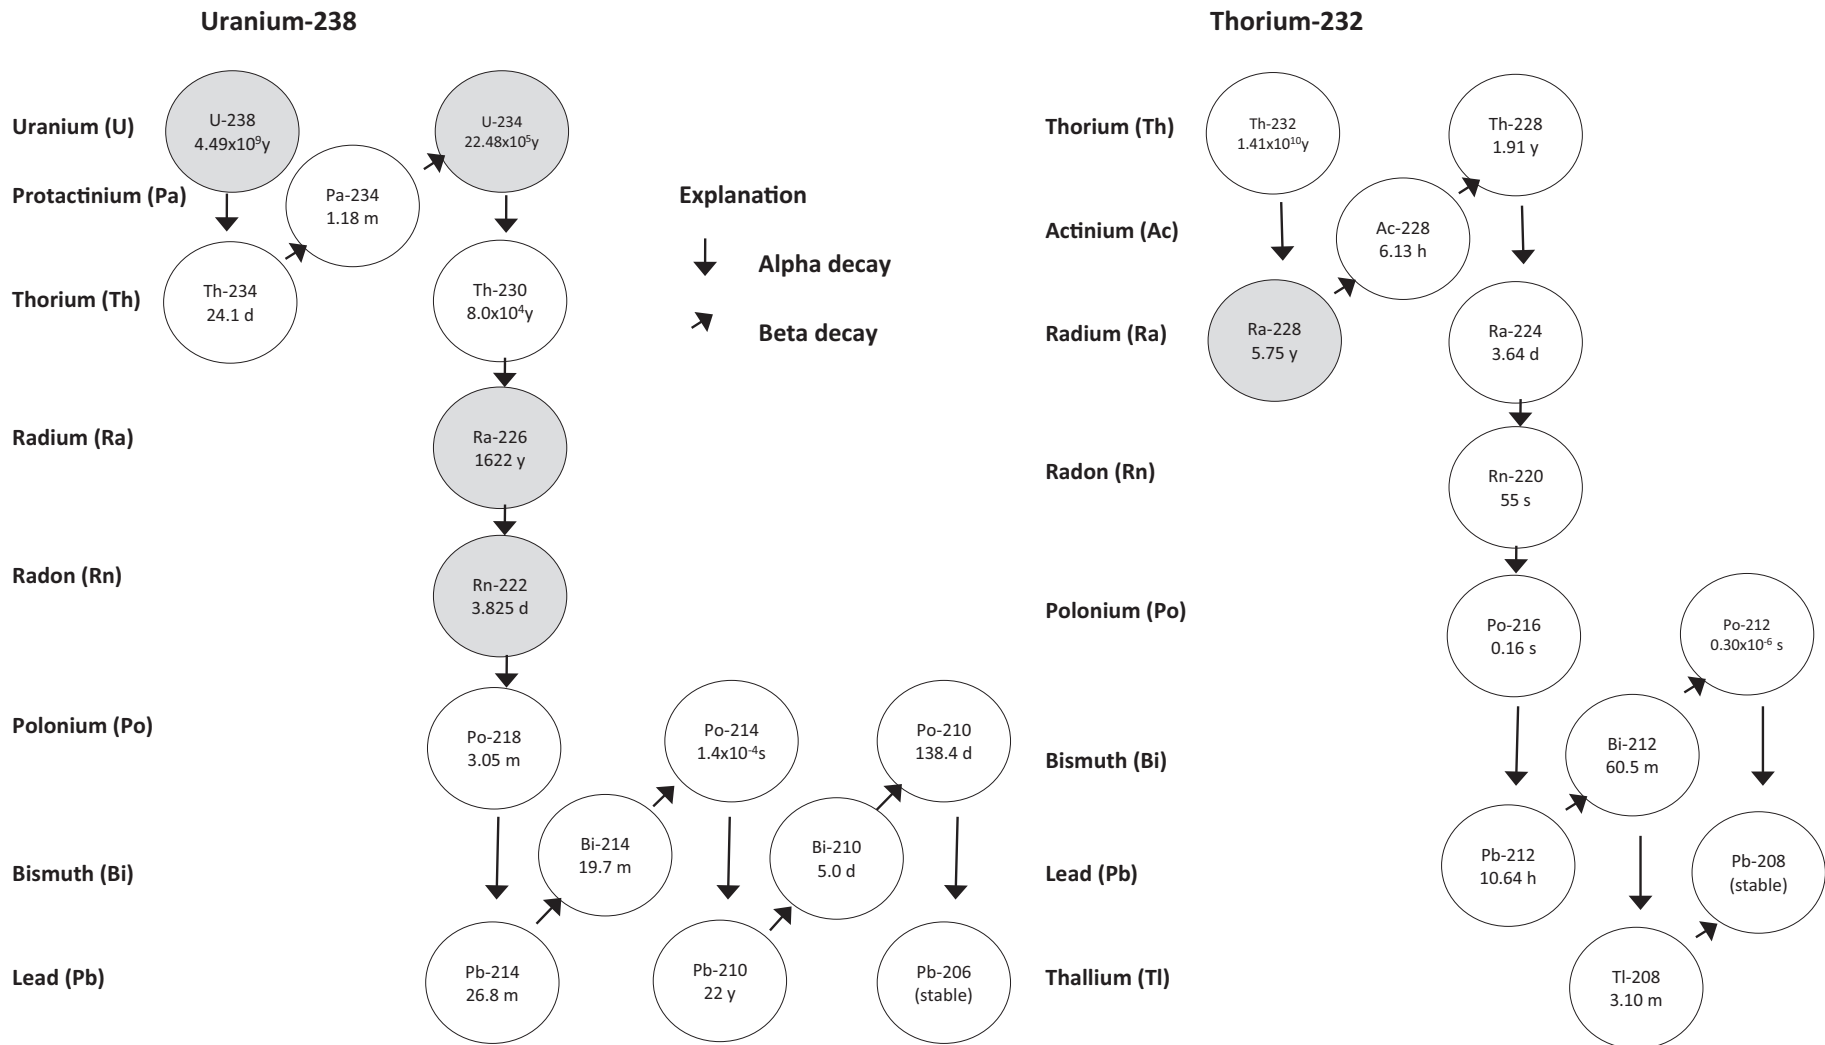 Uranium-238
Uranium (U)
Protactinium (Pa)
Thorium (Th)
Radium (Ra)
Radon (Rn)
Polonium (Po)
Bismuth (Bi)
Lead (Pb)
U-238
4.49x10⁹y
Th-234
24.1 d
Pa-234
1.18 m
U-234
22.48x10⁵y
Th-230
8.0x10⁴y
Ra-226
1622 y
Rn-222
3.825 d
Po-218
3.05 m
Pb-214
26.8 m
Bi-214
19.7 m
Po-214
1.4x10⁻⁴s
Pb-210
22 y
Bi-210
5.0 d
Po-210
138.4 d
Pb-206
(stable)
Explanation
Alpha decay
Beta decay
Thorium-232
Thorium (Th)
Actinium (Ac)
Radium (Ra)
Radon (Rn)
Polonium (Po)
Bismuth (Bi)
Lead (Pb)
Thallium (Tl)
Th-232
1.41x10¹⁰y
Ra-228
5.75 y
Ac-228
6.13 h
Th-228
1.91 y
Ra-224
3.64 d
Rn-220
55 s
Po-216
0.16 s
Pb-212
10.64 h
Bi-212
60.5 m
Po-212
0.30x10⁻⁶ s
Tl-208
3.10 m
Pb-208
(stable)